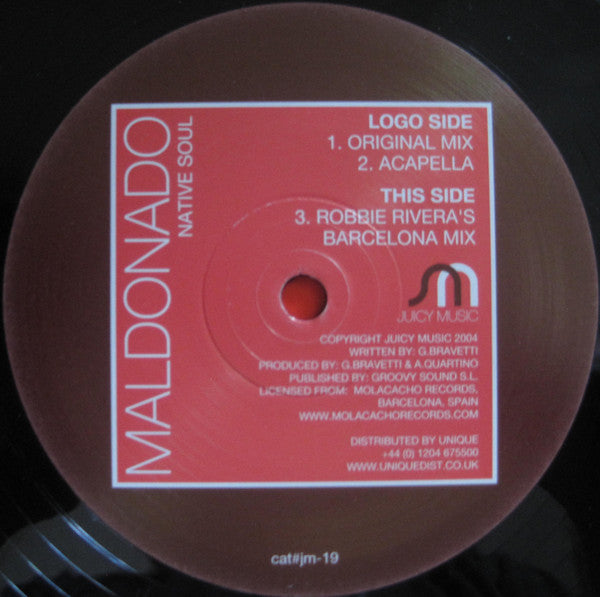 MALDONADO
NATIVE SOUL
LOGO SIDE
1. ORIGINAL MIX
2. ACAPELLA
THIS SIDE
3. ROBBIE RIVERA'S
BARCELONA MIX
JUICY MUSIC
COPYRIGHT JUICY MUSIC 2004
WRITTEN BY: G.BRAVETTI
PRODUCED BY: G.BRAVETTI & A.QUARTINO
PUBLISHED BY: GROOVY SOUND S.L.
LICENSED FROM: MOLACACHO RECORDS,
BARCELONA, SPAIN
WWW.MOLACACHORECORDS.COM
DISTRIBUTED BY UNIQUE
+44 (0) 1204 675500
WWW.UNIQUEDIST.CO.UK
cat#jm-19